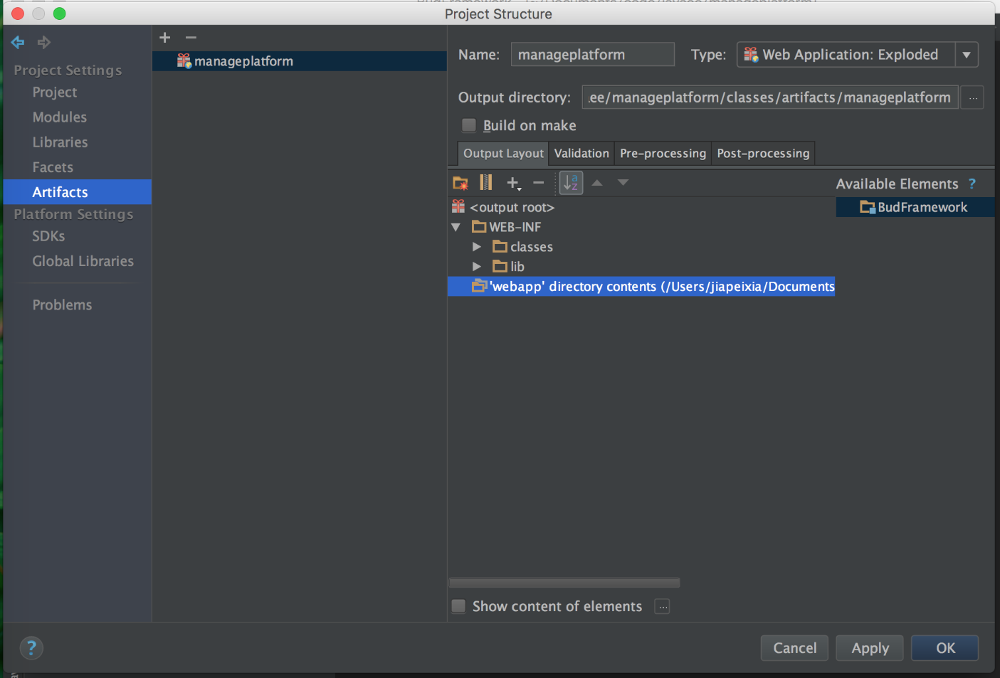 Project Structure
Project Settings
Project
Modules
Libraries
Facets
Artifacts
Platform Settings
SDKs
Global Libraries
Problems
manageplatform
Name: manageplatform Type: Web Application: Exploded
Output directory: .ee/manageplatform/classes/artifacts/manageplatform ...
Build on make
Output Layout Validation Pre-processing Post-processing
Available Elements ?
<output root>
BudFramework
WEB-INF
classes
lib
'webapp' directory contents (/Users/jiapeixia/Documents
Show content of elements ...
? Cancel Apply OK